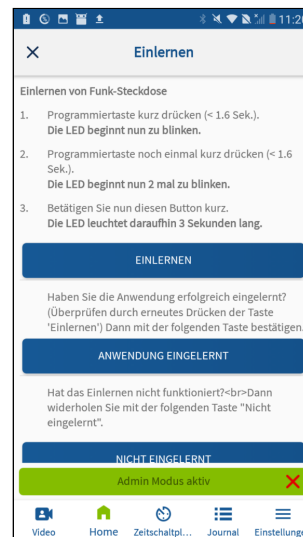 11:20
Einlernen
Einlernen von Funk-Steckdose
1. Programmiertaste kurz drücken (< 1.6 Sek.).
Die LED beginnt nun zu blinken.
2. Programmiertaste noch einmal kurz drücken (< 1.6
Sek.).
Die LED beginnt nun 2 mal zu blinken.
3. Betätigen Sie nun diesen Button kurz.
Die LED leuchtet daraufhin 3 Sekunden lang.
EINLERNEN
Haben Sie die Anwendung erfolgreich eingelernt?
(Überprüfen durch erneutes Drücken der Taste
'Einlernen') Dann mit der folgenden Taste bestätigen.
ANWENDUNG EINGELERNT
Hat das Einlernen nicht funktioniert?<br>Dann
widerholen Sie mit der folgenden Taste "Nicht
eingelernt".
NICHT EINGELERNT
Admin Modus aktiv
Video Home Zeitschaltpl... Journal Einstellunge